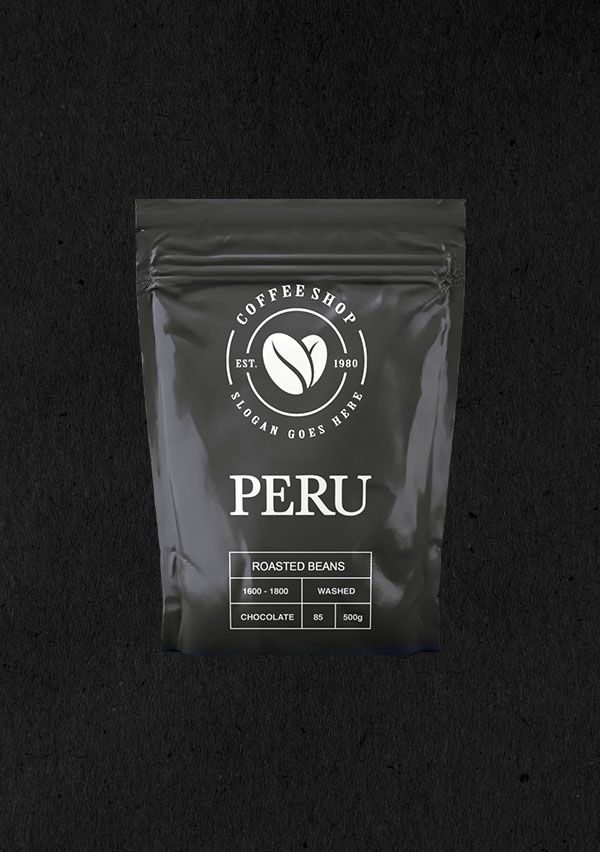 COFFEE SHOP
EST. 1980
SLOGAN GOES HERE
PERU
ROASTED BEANS
1600 - 1800 WASHED
CHOCOLATE 85 500g